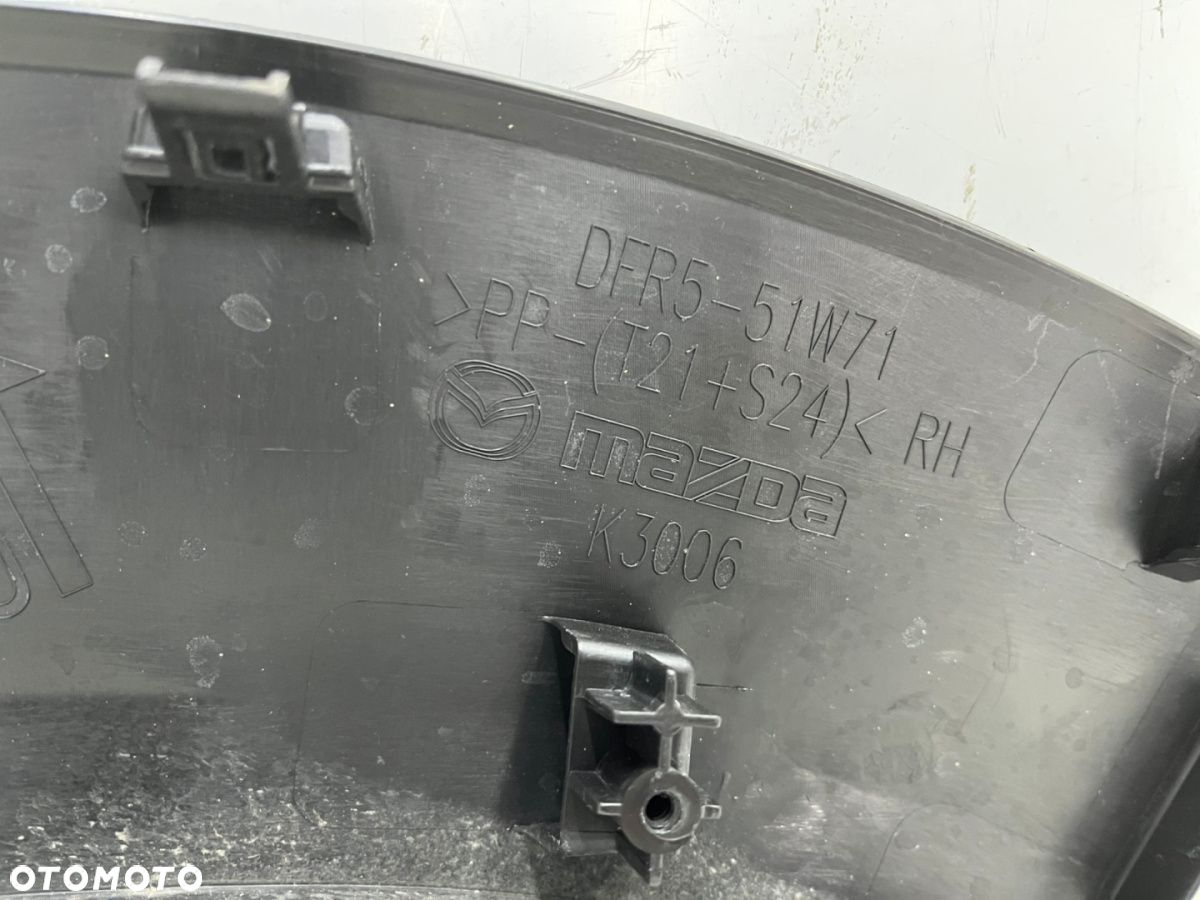 DFR5-51W71
>PP-(T21+S24)< RH
mazda
K3006
OTOMOTO